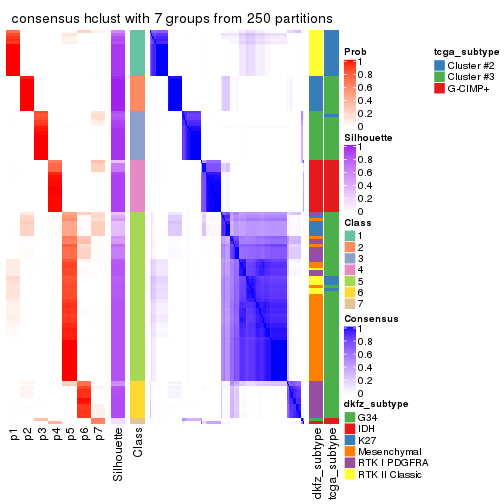 consensus hclust with 7 groups from 250 partitions
Prob
1
0.8
0.6
0.4
0.2
0
Silhouette
1
0.8
0.6
0.4
0.2
0
Class
1
2
3
4
5
6
7
Consensus
1
0.8
0.6
0.4
0.2
0
dkfz_subtype
G34
IDH
K27
Mesenchymal
RTK I PDGFRA
RTK II Classic
tcga_subtype
Cluster #2
Cluster #3
G-CIMP+
p1
p2
p3
p4
p5
p6
p7
Silhouette
Class
dkfz_subtype
tcga_subtype